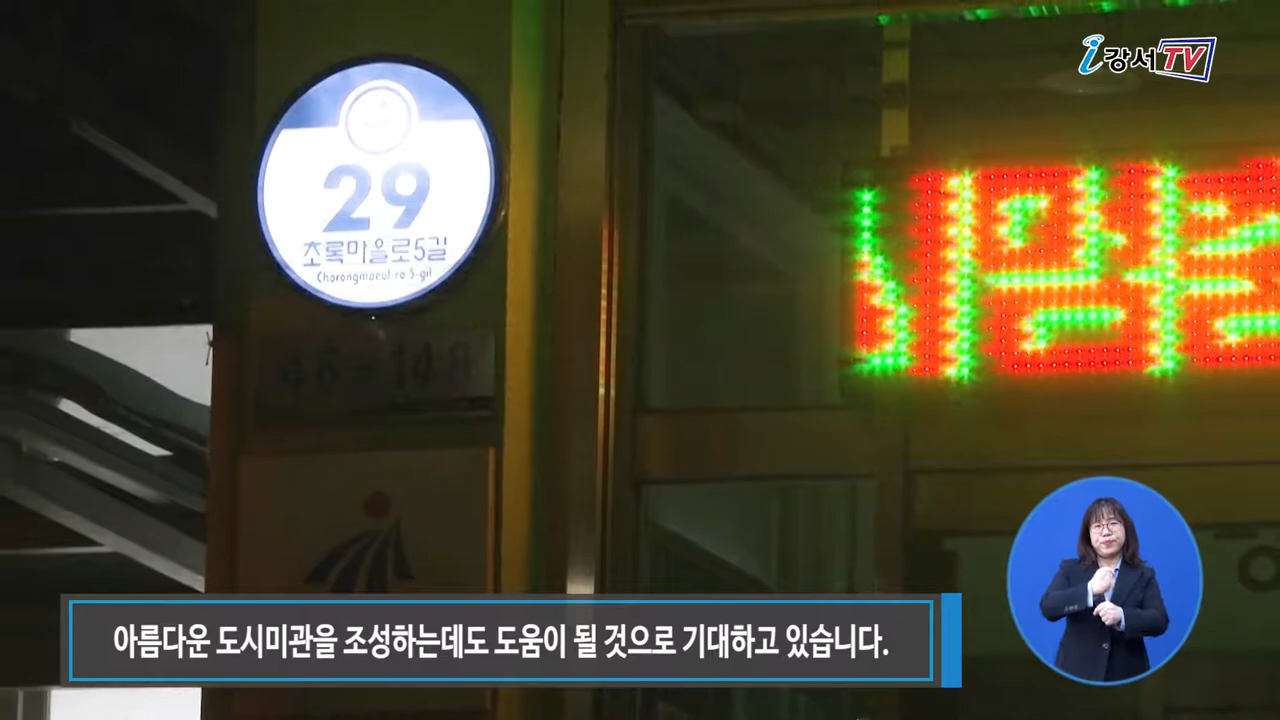 i강서TV
29
초록마을로5길
Chorongmaeul-ro 5-gil
46-148
아름다운 도시미관을 조성하는데도 도움이 될 것으로 기대하고 있습니다.